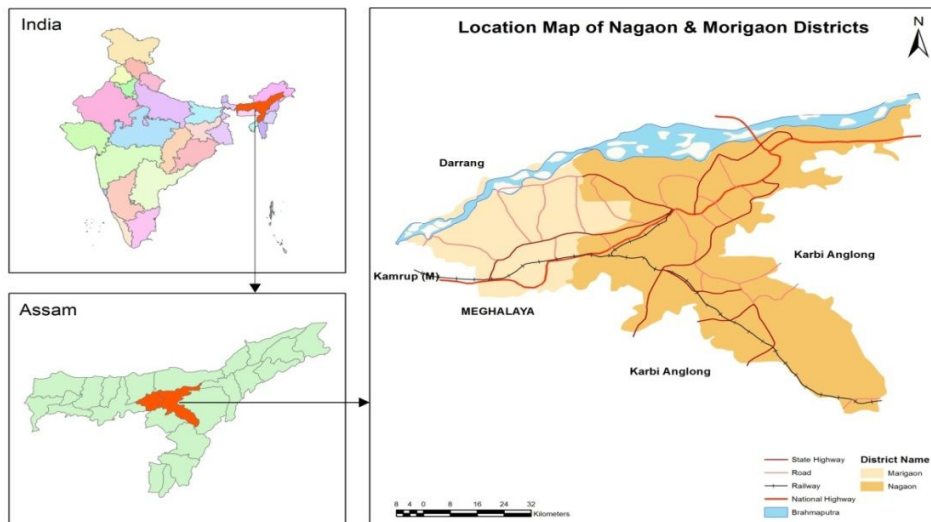 India
Assam
Location Map of Nagaon & Morigaon Districts
N
Darrang
Karbi Anglong
Kamrup (M)
MEGHALAYA
Karbi Anglong
State Highway
Road
Railway
National Highway
Brahmaputra
District Name
Marigaon
Nagaon
8 4 0 8 16 24 32
Kilometers